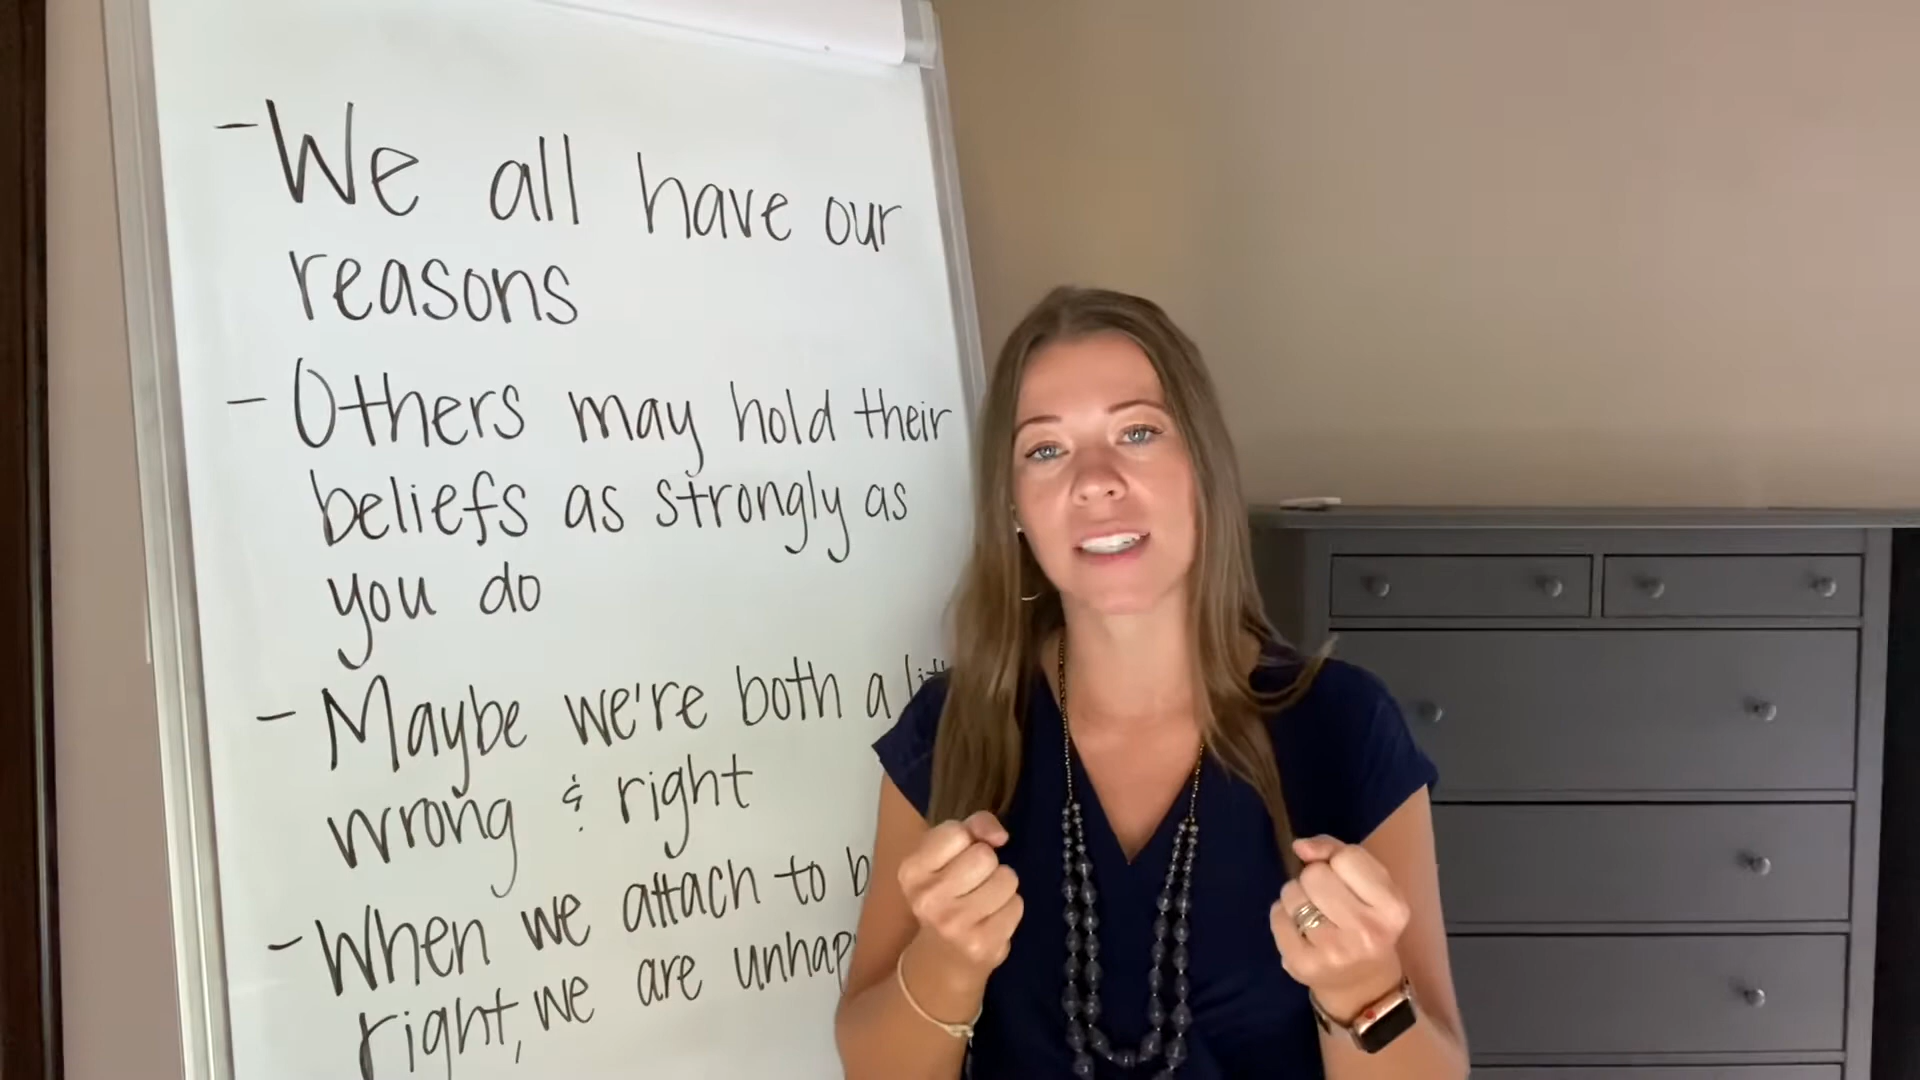 - We all have our
reasons
- Others may hold their
beliefs as strongly as
you do
- Maybe we're both a
wrong & right
- When we attach to
right, we are